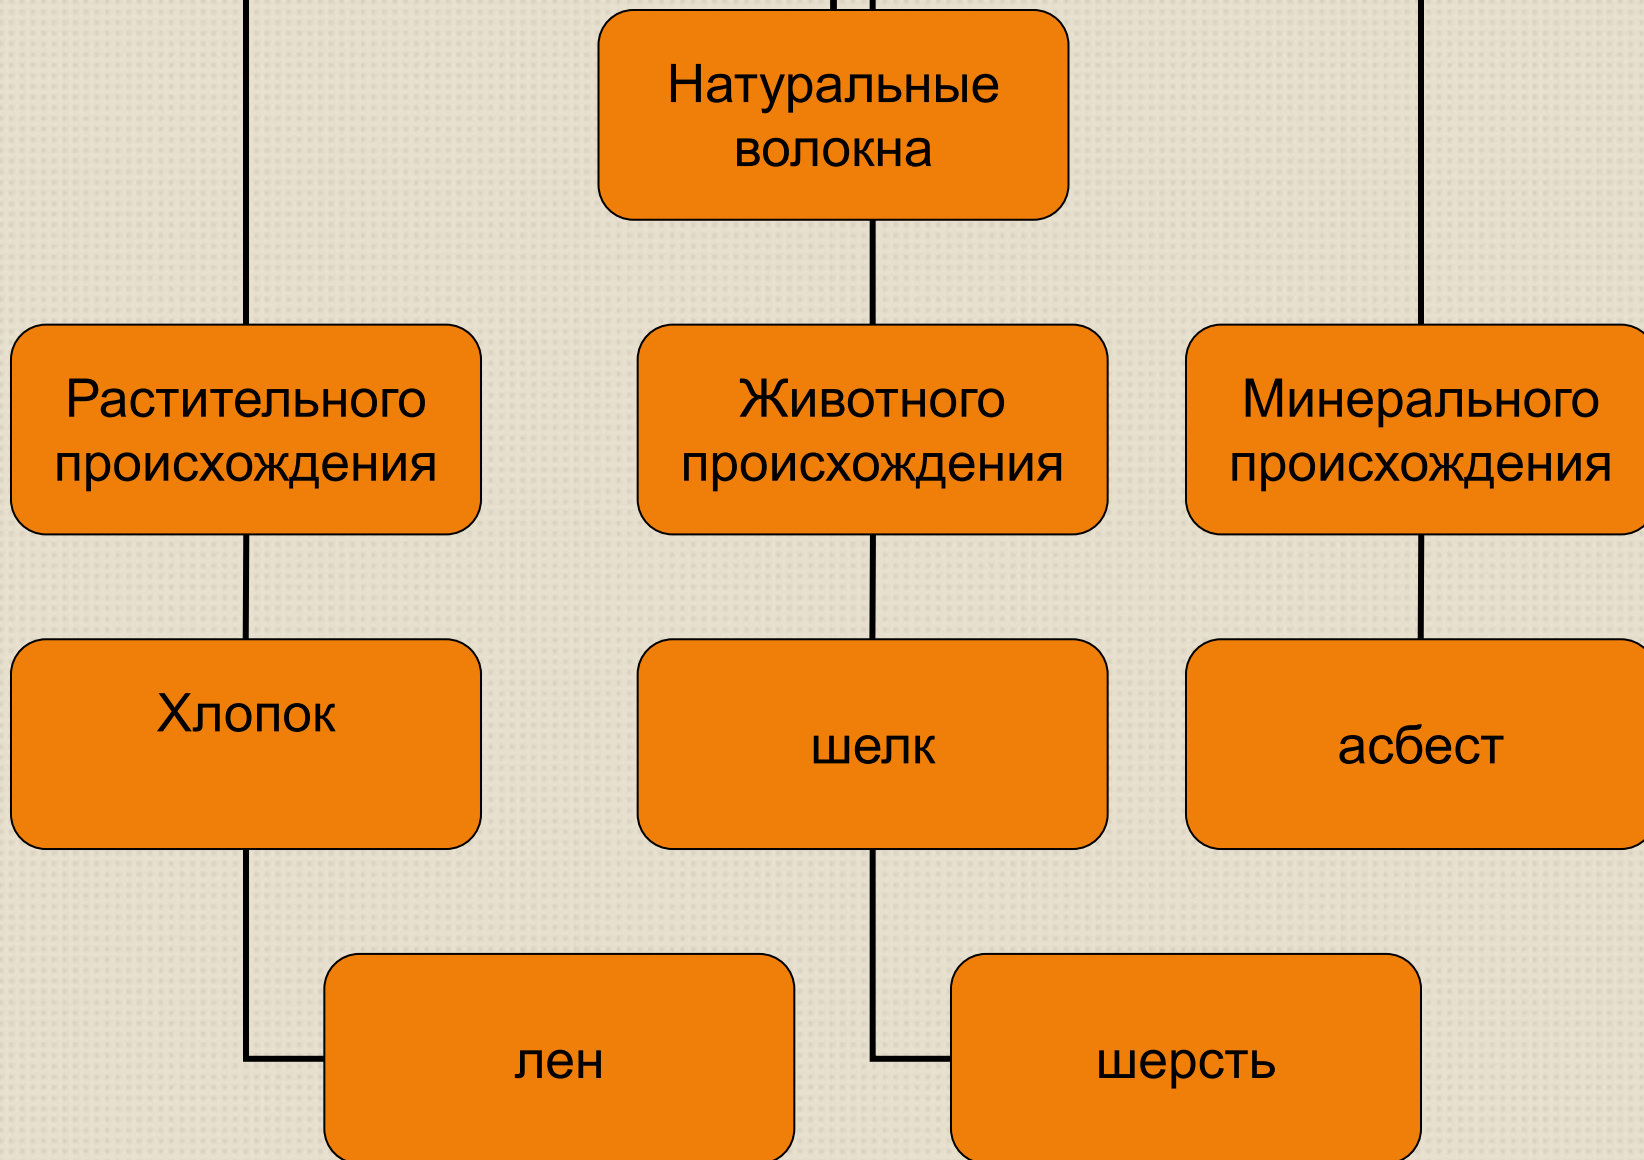 Натуральные
волокна
Растительного
происхождения
Животного
происхождения
Минерального
происхождения
Хлопок
шелк
асбест
лен
шерсть